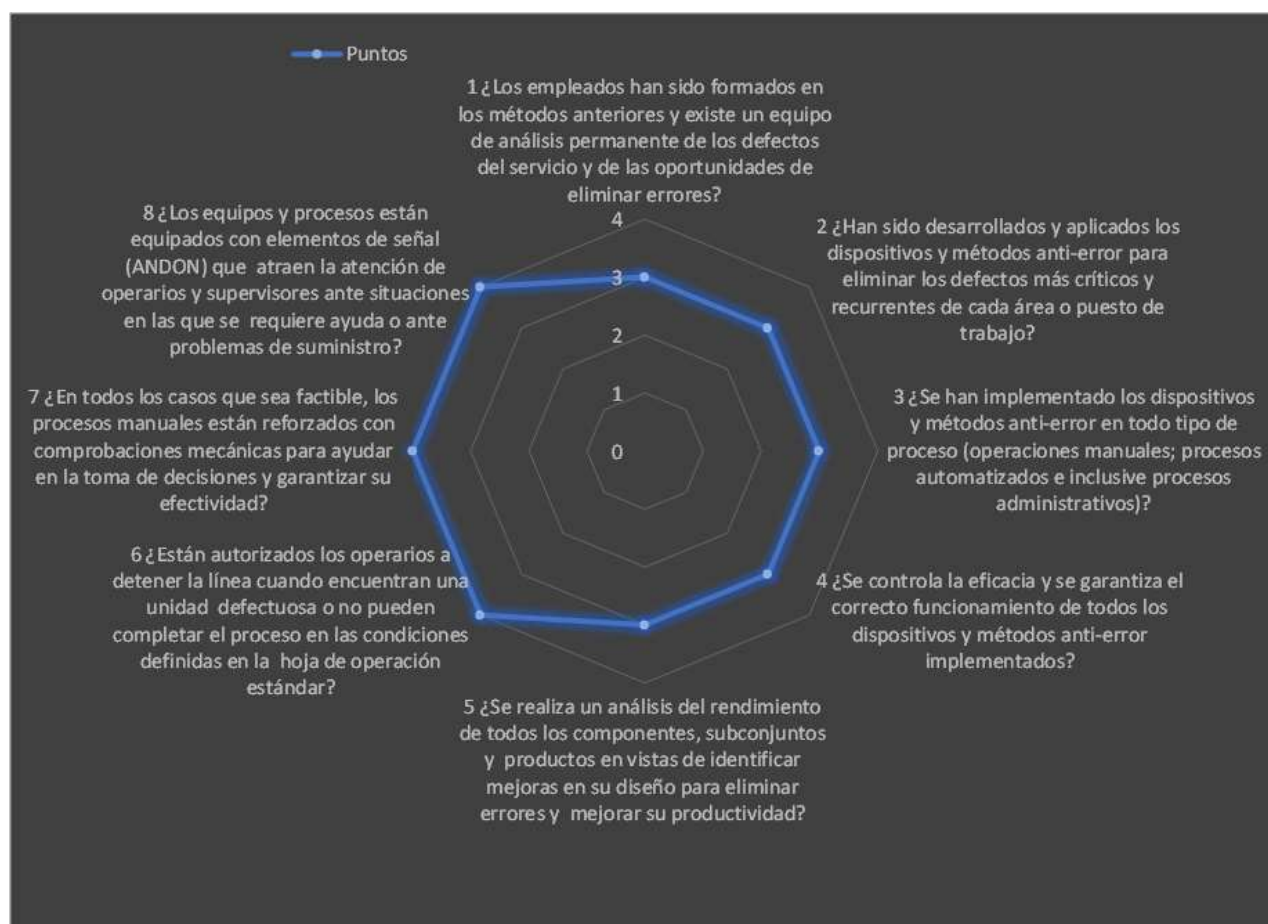 Puntos
1 ¿Los empleados han sido formados en
los métodos anteriores y existe un equipo
de análisis permanente de los defectos
del servicio y de las oportunidades de
eliminar errores?
2 ¿Han sido desarrollados y aplicados los
dispositivos y métodos anti-error para
eliminar los defectos más críticos y
recurrentes de cada área o puesto de
trabajo?
3 ¿Se han implementado los dispositivos
y métodos anti-error en todo tipo de
proceso (operaciones manuales; procesos
automatizados e inclusive procesos
administrativos)?
4 ¿Se controla la eficacia y se garantiza el
correcto funcionamiento de todos los
dispositivos y métodos anti-error
implementados?
5 ¿Se realiza un análisis del rendimiento
de todos los componentes, subconjuntos
y productos en vistas de identificar
mejoras en su diseño para eliminar
errores y mejorar su productividad?
6 ¿Están autorizados los operarios a
detener la línea cuando encuentran una
unidad defectuosa o no pueden
completar el proceso en las condiciones
definidas en la hoja de operación
estándar?
7 ¿En todos los casos que sea factible, los
procesos manuales están reforzados con
comprobaciones mecánicas para ayudar
en la toma de decisiones y garantizar su
efectividad?
8 ¿Los equipos y procesos están
equipados con elementos de señal
(ANDON) que atraen la atención de
operarios y supervisores ante situaciones
en las que se requiere ayuda o ante
problemas de suministro?
4
3
2
1
0